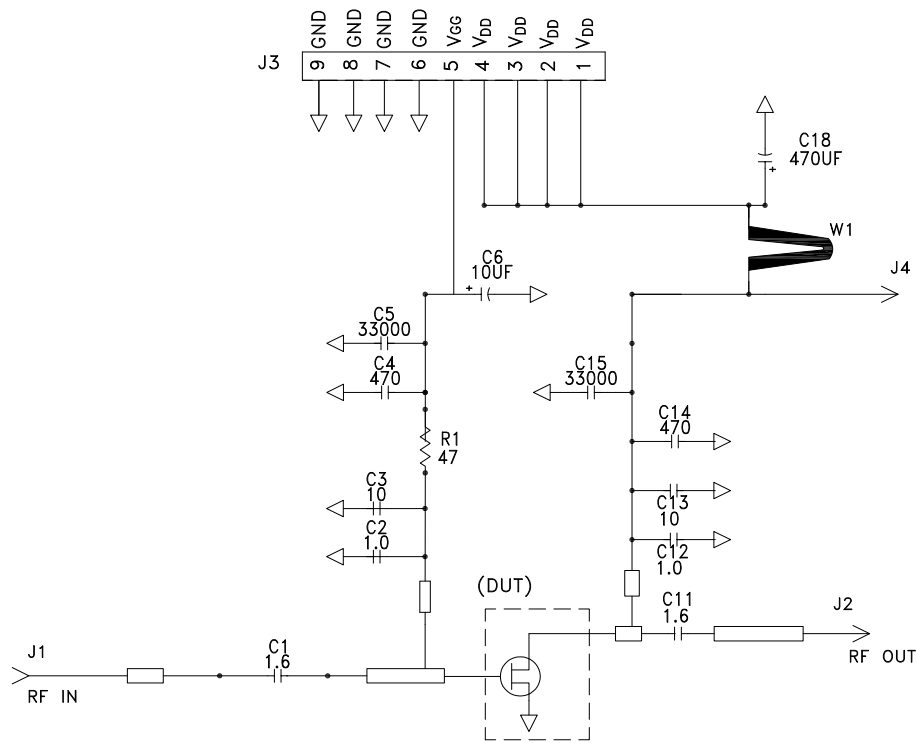 GND
GND
GND
GND
VGG
VDD
VDD
VDD
VDD
J3
9
8
7
6
5
4
3
2
1
C18
470UF
+
W1
J4
C6
10UF
+
C5
33000
C4
470
C15
33000
C14
470
R1
47
C3
10
C13
10
C2
1.0
C12
1.0
(DUT)
C11
1.6
J2
RF OUT
J1
C1
1.6
RF IN